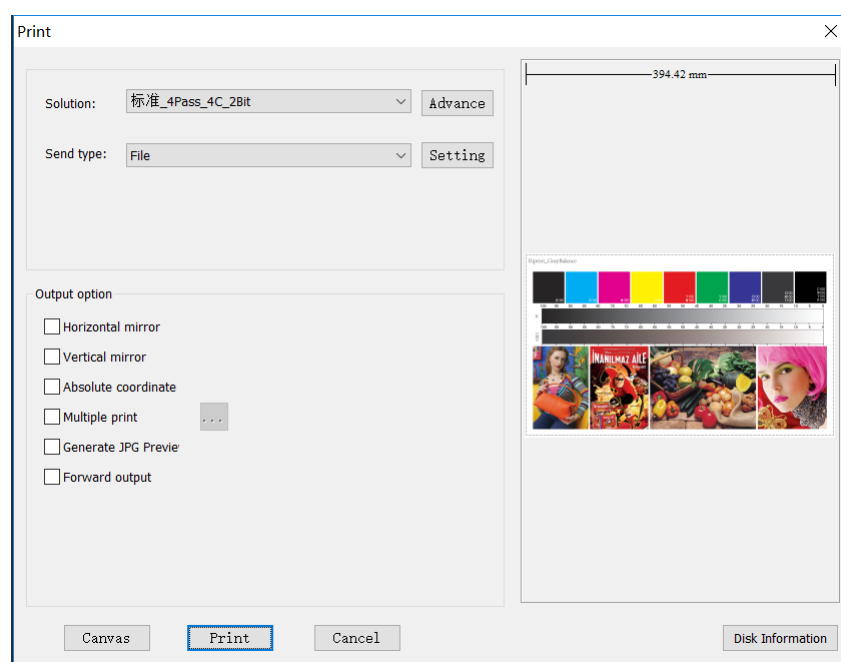 Print
394.42 mm
Solution:
标准_4Pass_4C_2Bit
Advance
Send type:
File
Setting
Output option
Horizontal mirror
Vertical mirror
Absolute coordinate
Multiple print
...
Generate JPG Previe
Forward output
INANILMAZ AİLE
Canvas
Print
Cancel
Disk Information